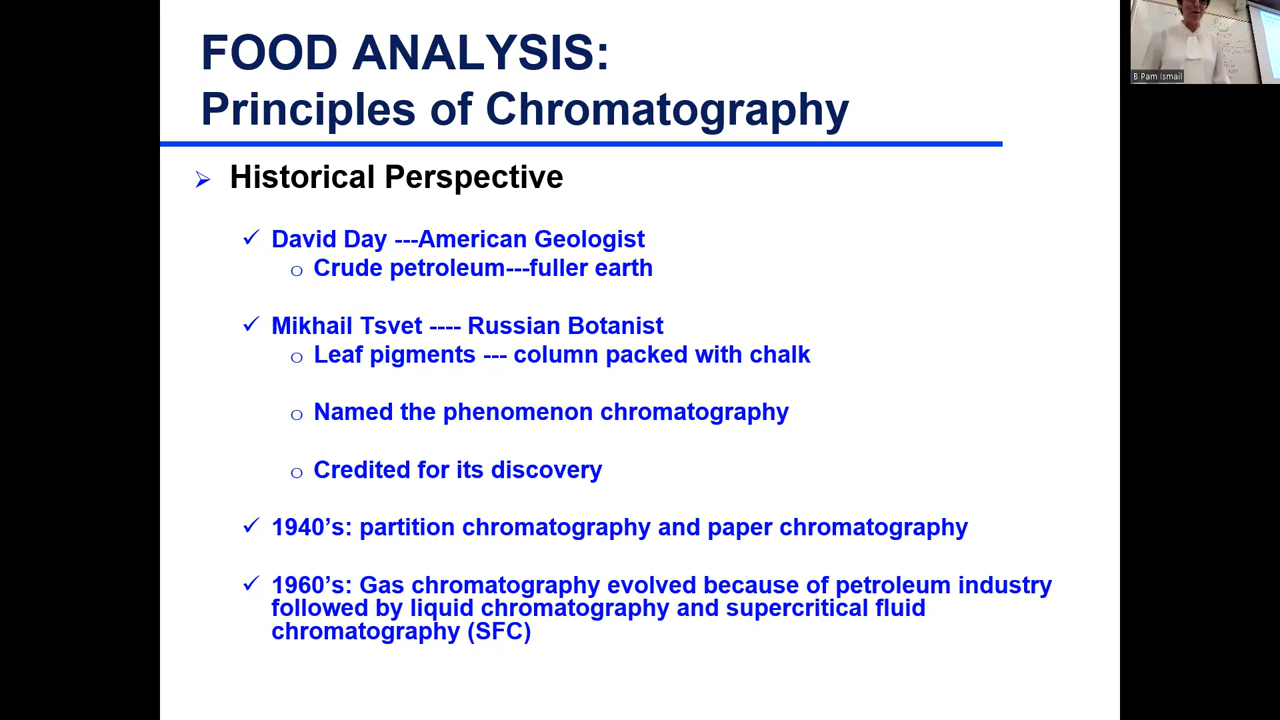 FOOD ANALYSIS:
Principles of Chromatography
Historical Perspective
David Day ---American Geologist
Crude petroleum---fuller earth
Mikhail Tsvet ---- Russian Botanist
Leaf pigments --- column packed with chalk
Named the phenomenon chromatography
Credited for its discovery
1940's: partition chromatography and paper chromatography
1960's: Gas chromatography evolved because of petroleum industry
followed by liquid chromatography and supercritical fluid
chromatography (SFC)
B Pam Ismail